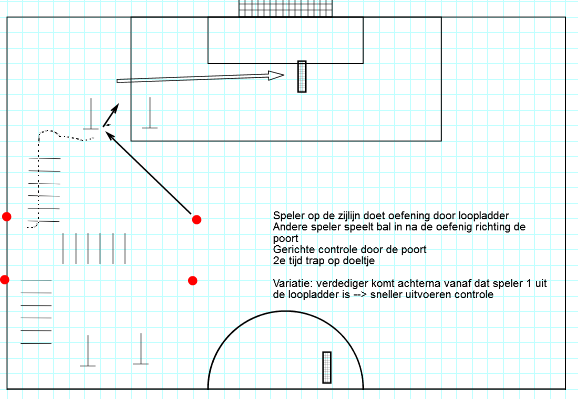 Speler op de zijlijn doet oefening door loopladder
Andere speler speelt bal in na de oefenig richting de
poort
Gerichte controle door de poort
2e tijd trap op doeltje
Variatie: verdediger komt achterna vanaf dat speler 1 uit
de loopladder is --> sneller uitvoeren controle